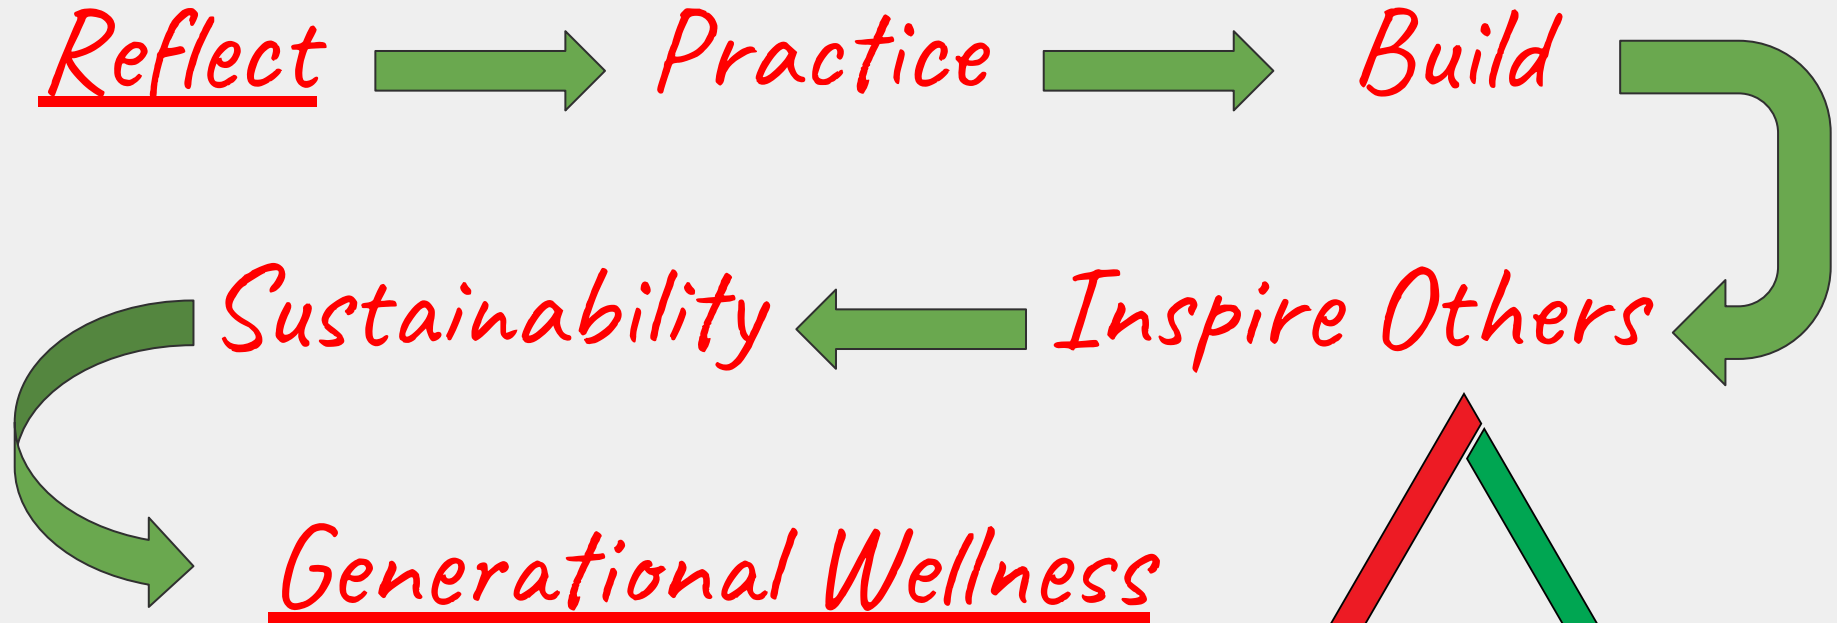 Reflect Practice Build
Inspire Others Sustainability
Generational Wellness